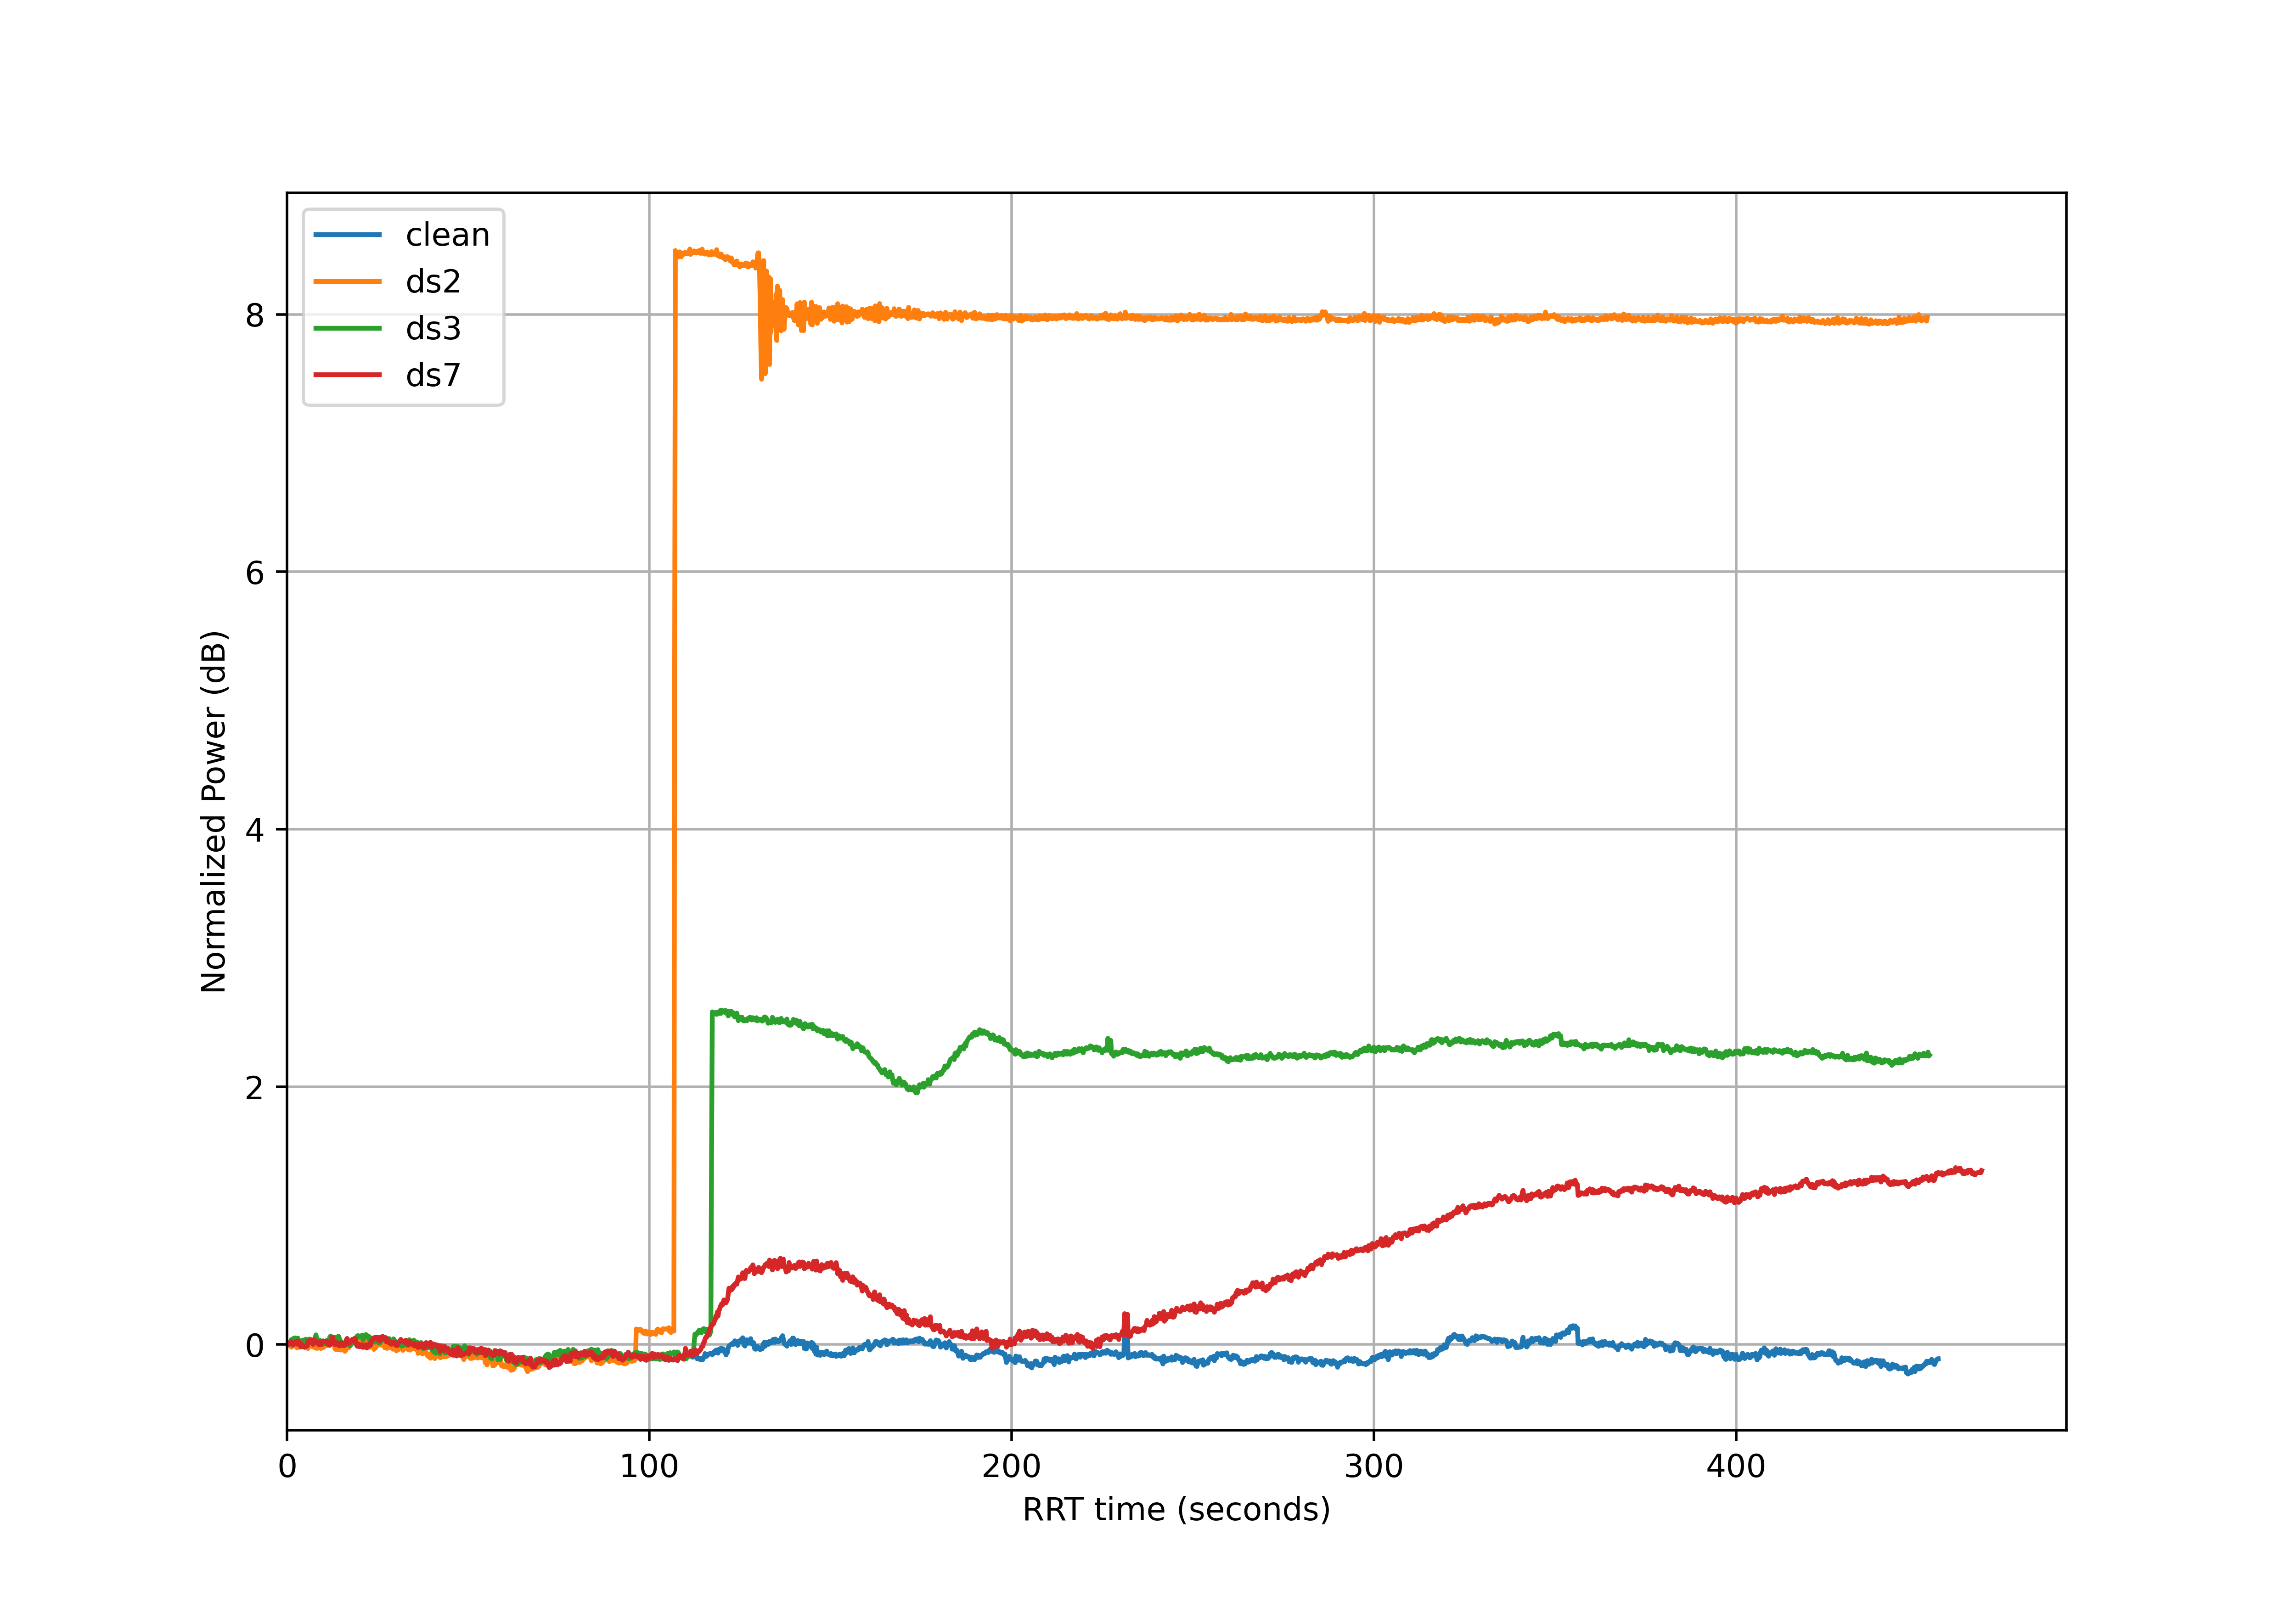 clean
ds2
ds3
ds7
8
6
4
2
0
Normalized Power (dB)
0 100 200 300 400
RRT time (seconds)